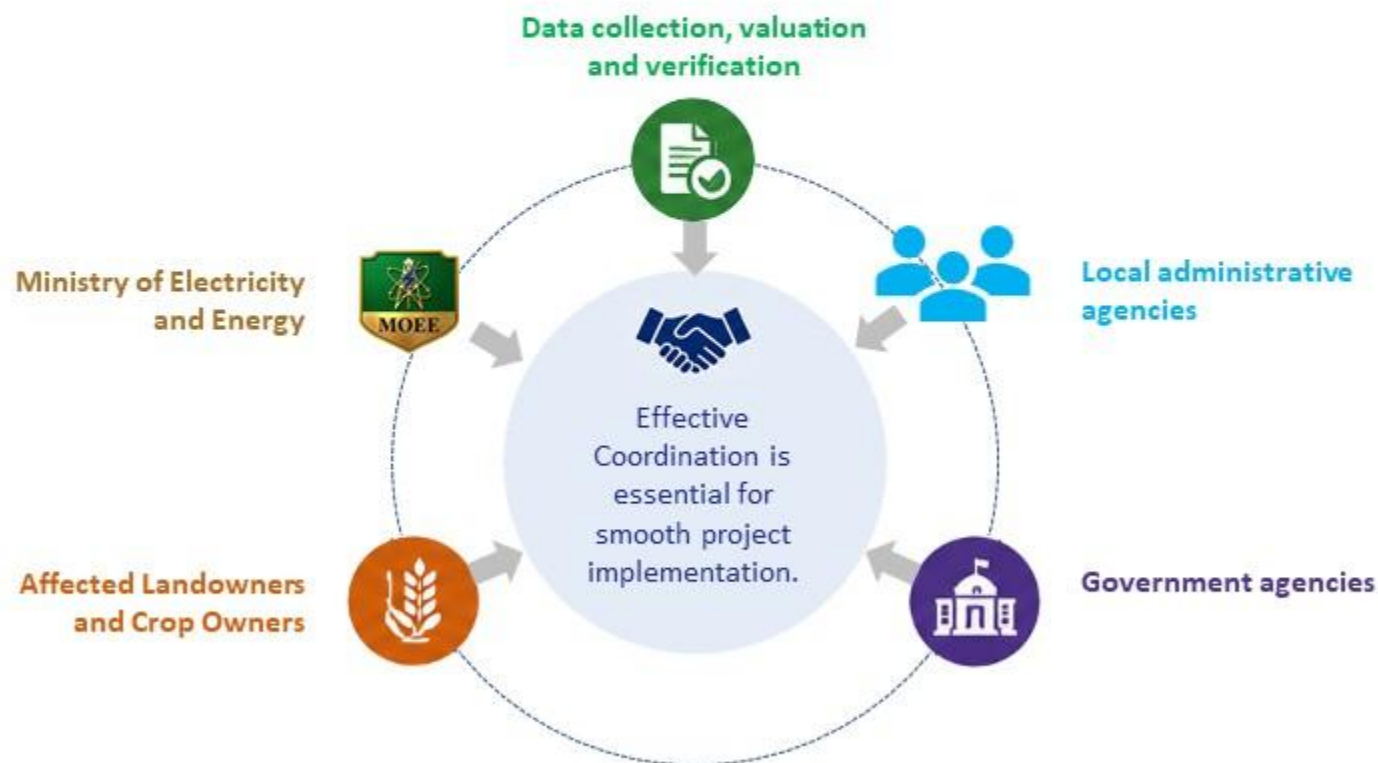 Data collection, valuation
and verification
Ministry of Electricity
and Energy
MOEE
Local administrative
agencies
Effective
Coordination is
essential for
smooth project
implementation.
Affected Landowners
and Crop Owners
Government agencies